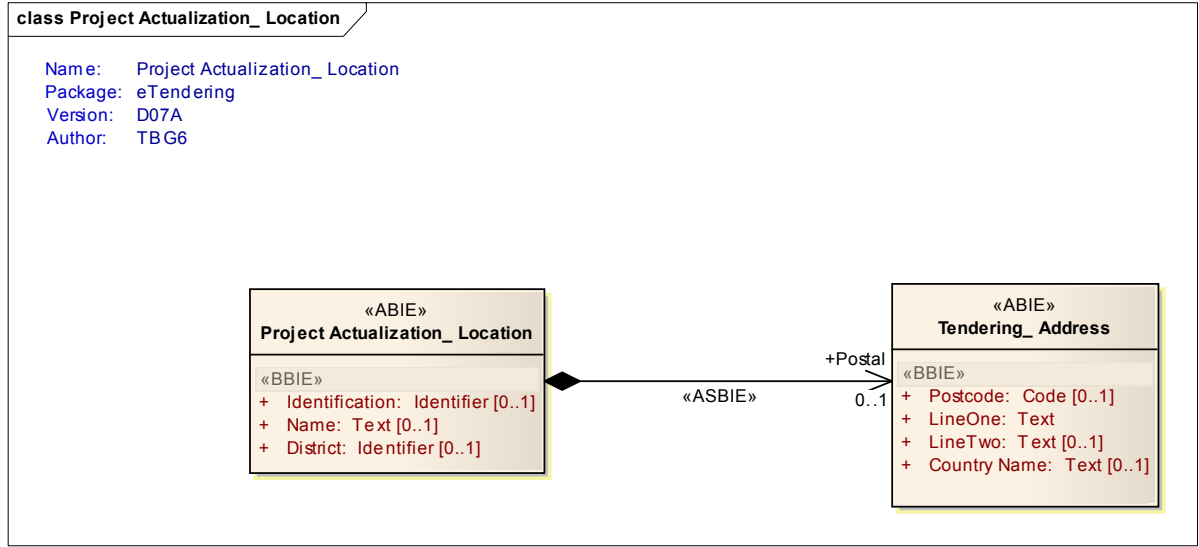 class Project Actualization_ Location
Name: Project Actualization_ Location
Package: eTendering
Version: D07A
Author: TBG6
«ABIE»
Project Actualization_ Location
«BBIE»
+ Identification: Identifier [0..1]
+ Name: Text [0..1]
+ District: Identifier [0..1]
+Postal
«ASBIE»
0..1
«ABIE»
Tendering_ Address
«BBIE»
+ Postcode: Code [0..1]
+ LineOne: Text
+ LineTwo: Text [0..1]
+ Country Name: Text [0..1]